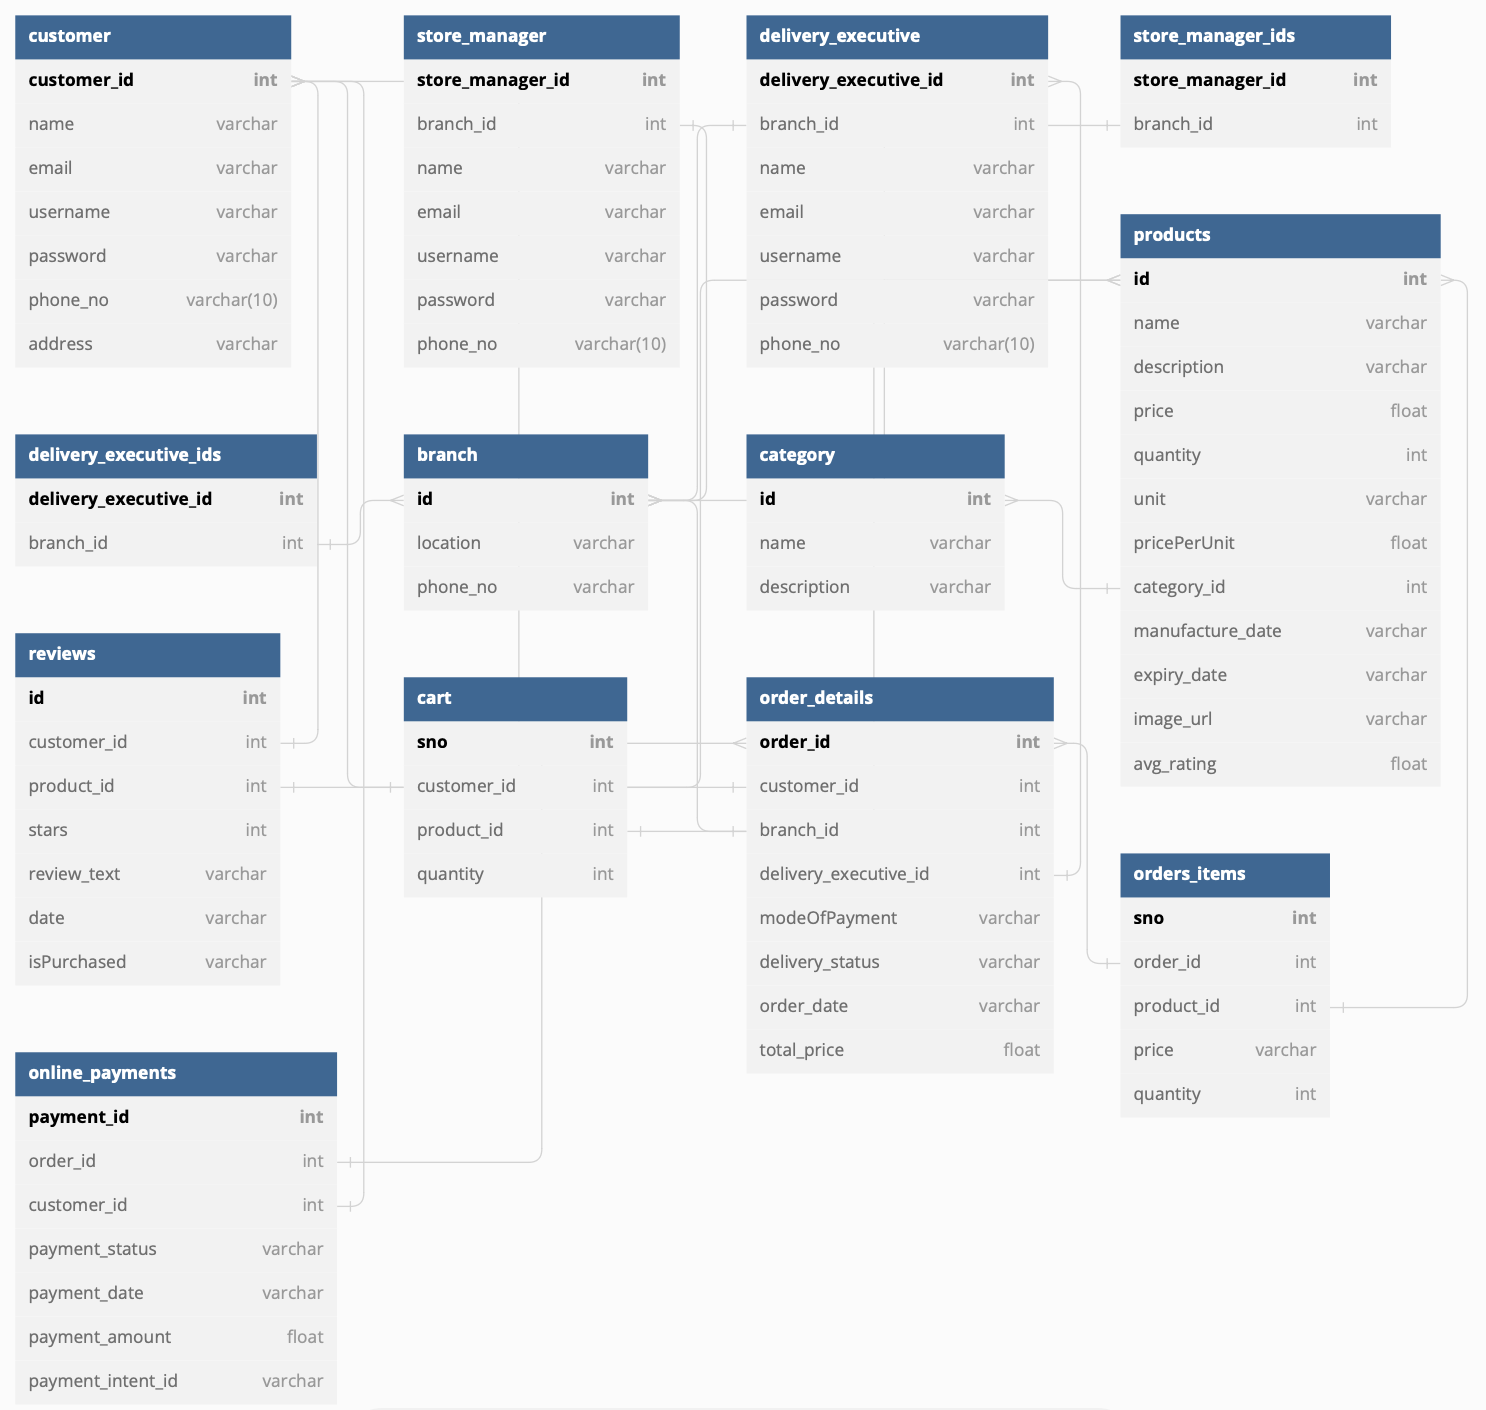 customer
customer_id int
name varchar
email varchar
username varchar
password varchar
phone_no varchar(10)
address varchar
store_manager
store_manager_id int
branch_id int
name varchar
email varchar
username varchar
password varchar
phone_no varchar(10)
delivery_executive
delivery_executive_id int
branch_id int
name varchar
email varchar
username varchar
password varchar
phone_no varchar(10)
store_manager_ids
store_manager_id int
branch_id int
products
id int
name varchar
description varchar
price float
quantity int
unit varchar
pricePerUnit float
category_id int
manufacture_date varchar
expiry_date varchar
image_url varchar
avg_rating float
delivery_executive_ids
delivery_executive_id int
branch_id int
branch
id int
location varchar
phone_no varchar
category
id int
name varchar
description varchar
reviews
id int
customer_id int
product_id int
stars int
review_text varchar
date varchar
isPurchased varchar
cart
sno int
customer_id int
product_id int
quantity int
order_details
order_id int
customer_id int
branch_id int
delivery_executive_id int
modeOfPayment varchar
delivery_status varchar
order_date varchar
total_price float
orders_items
sno int
order_id int
product_id int
price varchar
quantity int
online_payments
payment_id int
order_id int
customer_id int
payment_status varchar
payment_date varchar
payment_amount float
payment_intent_id varchar